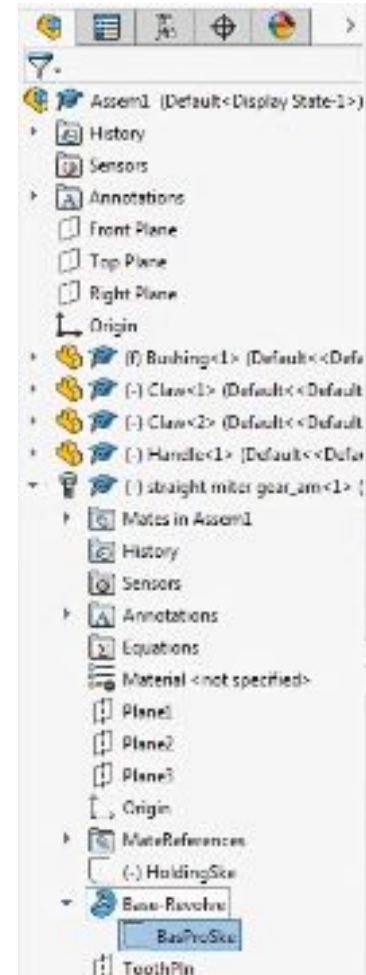 Assem1 (Default<Display State-1>)
History
Sensors
Annotations
Front Plane
Top Plane
Right Plane
Origin
(f) Bushing<1> (Default<<Defa
(-) Claw<1> (Default<<Default
(-) Claw<2> (Default<<Default
(-) Handle<1> (Default<<Defau
(-) straight miter gear_am<1> (
Mates in Assem1
History
Sensors
Annotations
Equations
Material <not specified>
Plane1
Plane2
Plane3
Origin
MateReferences
(-) HoldingSke
Base-Revolve
BasProSke
ToothPln